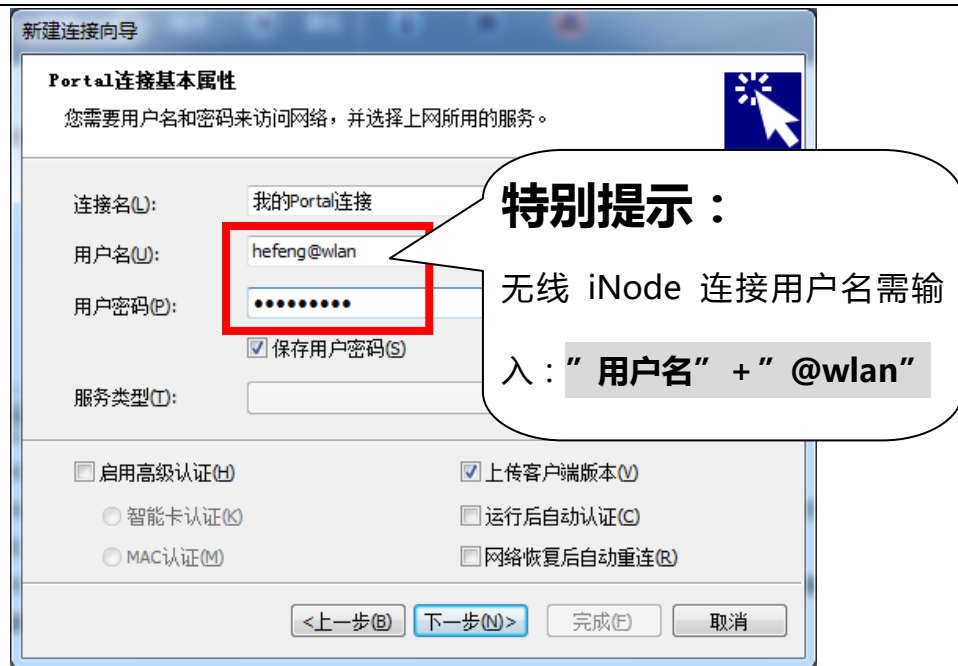 新建连接向导
Portal连接基本属性
您需要用户名和密码来访问网络，并选择上网所用的服务。
连接名(L):
我的Portal连接
用户名(U):
hefeng@wlan
用户密码(P):
●●●●●●●●●
保存用户密码(S)
服务类型(T):
特别提示：
无线 iNode 连接用户名需输
入：”用户名”+”@wlan”
启用高级认证(H)
上传客户端版本(V)
智能卡认证(K)
运行后自动认证(C)
MAC认证(M)
网络恢复后自动重连(R)
<上一步(B)
下一步(N)>
完成(F)
取消